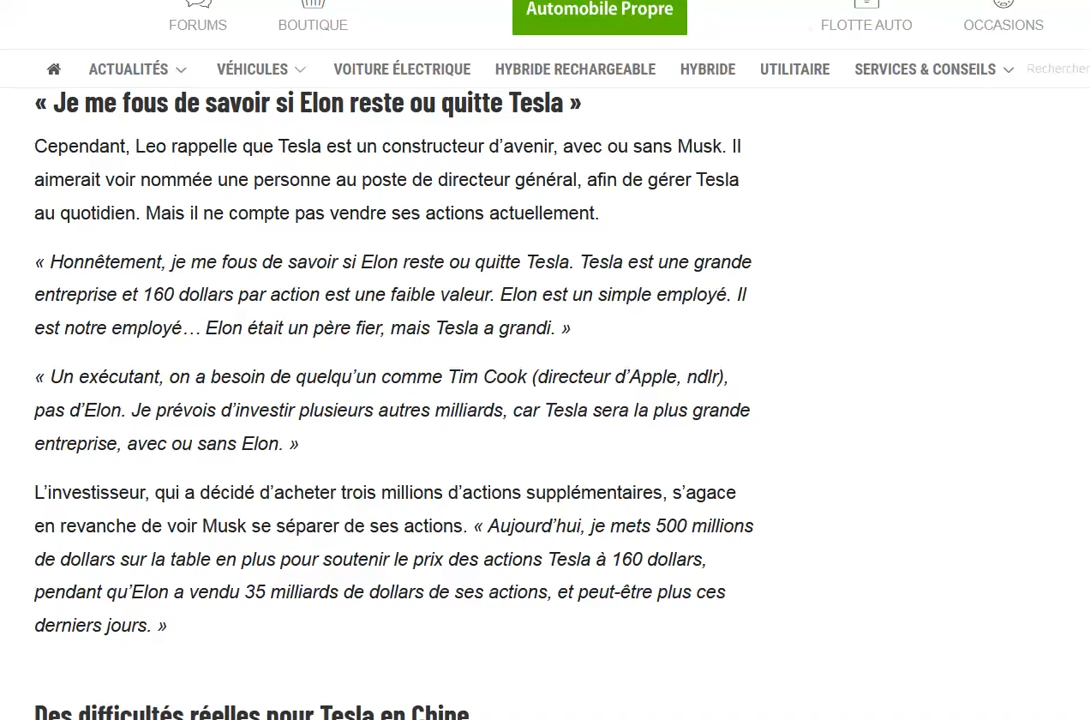 Automobile Propre
FORUMS BOUTIQUE FLOTTE AUTO OCCASIONS
ACTUALITÉS VÉHICULES VOITURE ÉLECTRIQUE HYBRIDE RECHARGEABLE HYBRIDE UTILITAIRE SERVICES & CONSEILS Rechercher
« Je me fous de savoir si Elon reste ou quitte Tesla »
Cependant, Leo rappelle que Tesla est un constructeur d’avenir, avec ou sans Musk. Il
aimerait voir nommée une personne au poste de directeur général, afin de gérer Tesla
au quotidien. Mais il ne compte pas vendre ses actions actuellement.
« Honnêtement, je me fous de savoir si Elon reste ou quitte Tesla. Tesla est une grande
entreprise et 160 dollars par action est une faible valeur. Elon est un simple employé. Il
est notre employé… Elon était un père fier, mais Tesla a grandi. »
« Un exécutant, on a besoin de quelqu’un comme Tim Cook (directeur d’Apple, ndlr),
pas d’Elon. Je prévois d’investir plusieurs autres milliards, car Tesla sera la plus grande
entreprise, avec ou sans Elon. »
L’investisseur, qui a décidé d’acheter trois millions d’actions supplémentaires, s’agace
en revanche de voir Musk se séparer de ses actions. « Aujourd’hui, je mets 500 millions
de dollars sur la table en plus pour soutenir le prix des actions Tesla à 160 dollars,
pendant qu’Elon a vendu 35 milliards de dollars de ses actions, et peut-être plus ces
derniers jours. »
Des difficultés réelles pour Tesla en Chine